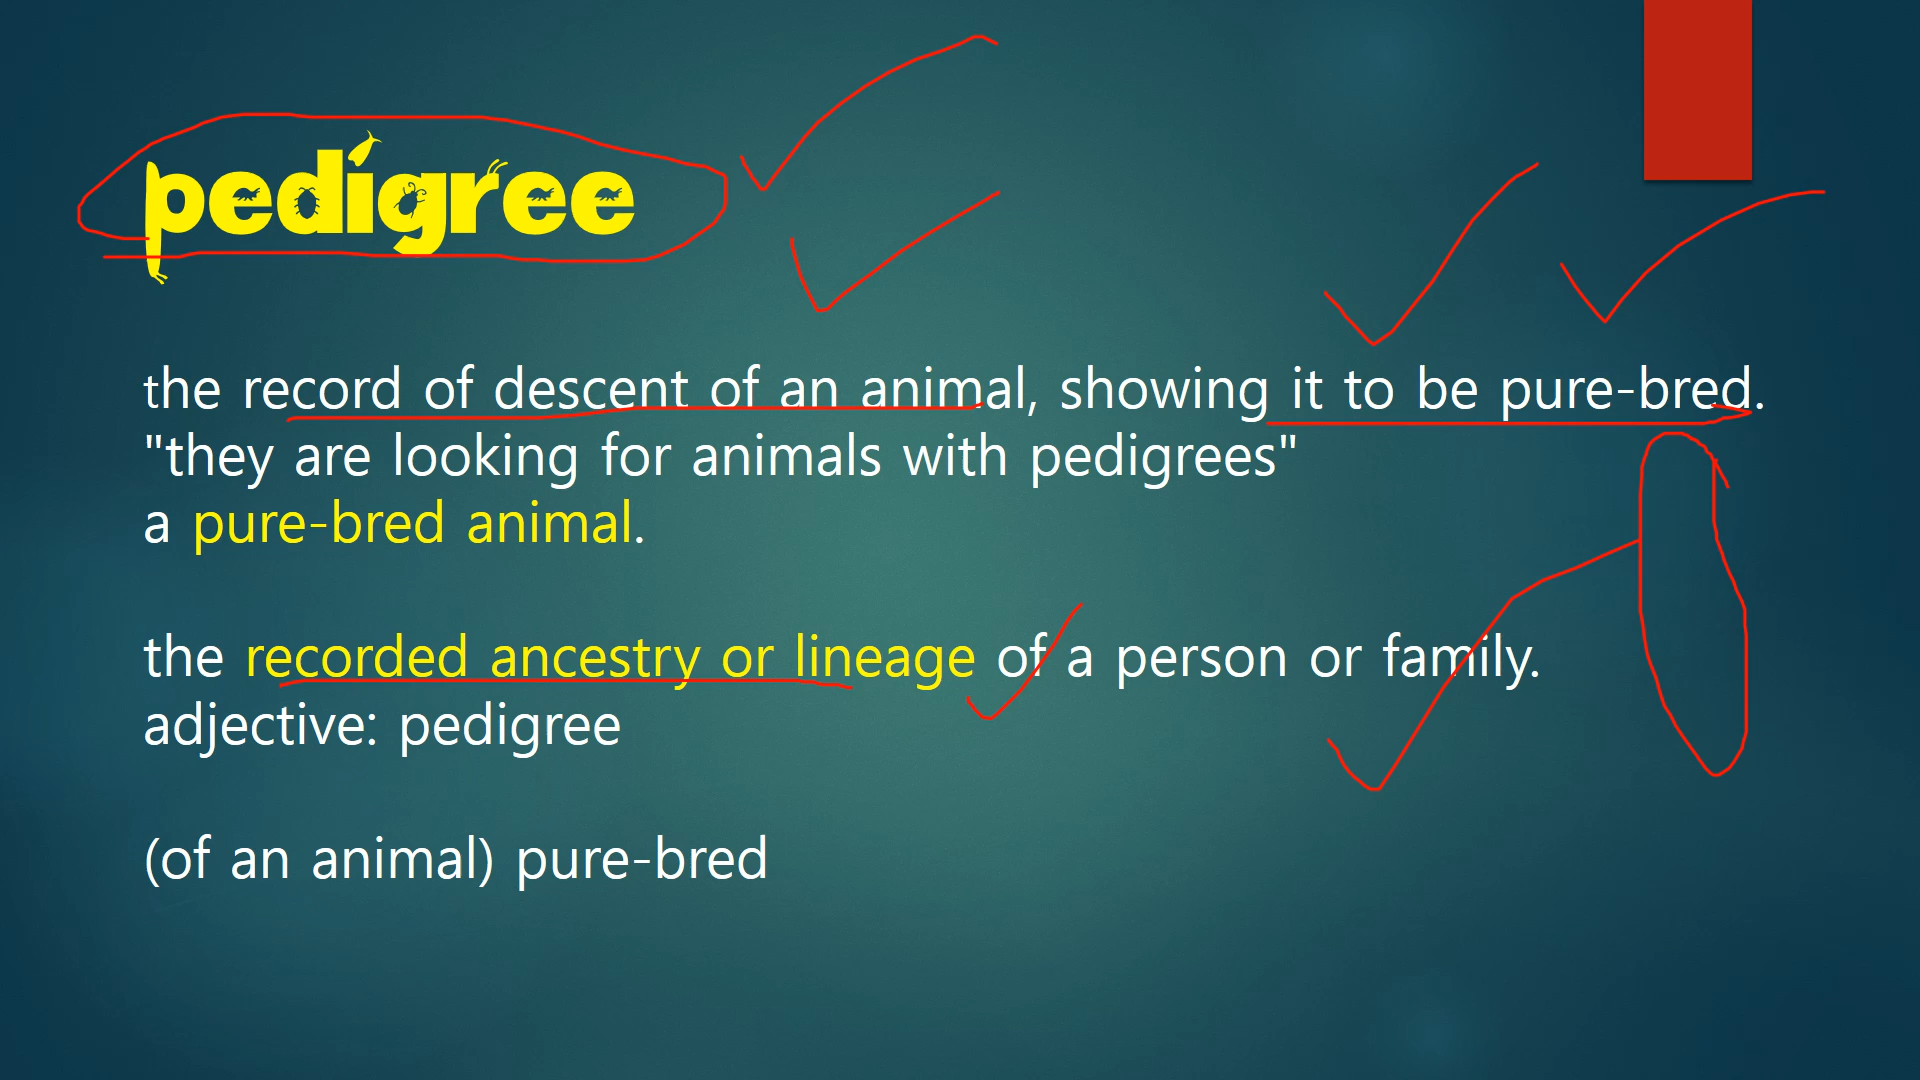 pedigree
the record of descent of an animal, showing it to be pure-bred.
"they are looking for animals with pedigrees"
a pure-bred animal.
the recorded ancestry or lineage of a person or family.
adjective: pedigree
(of an animal) pure-bred